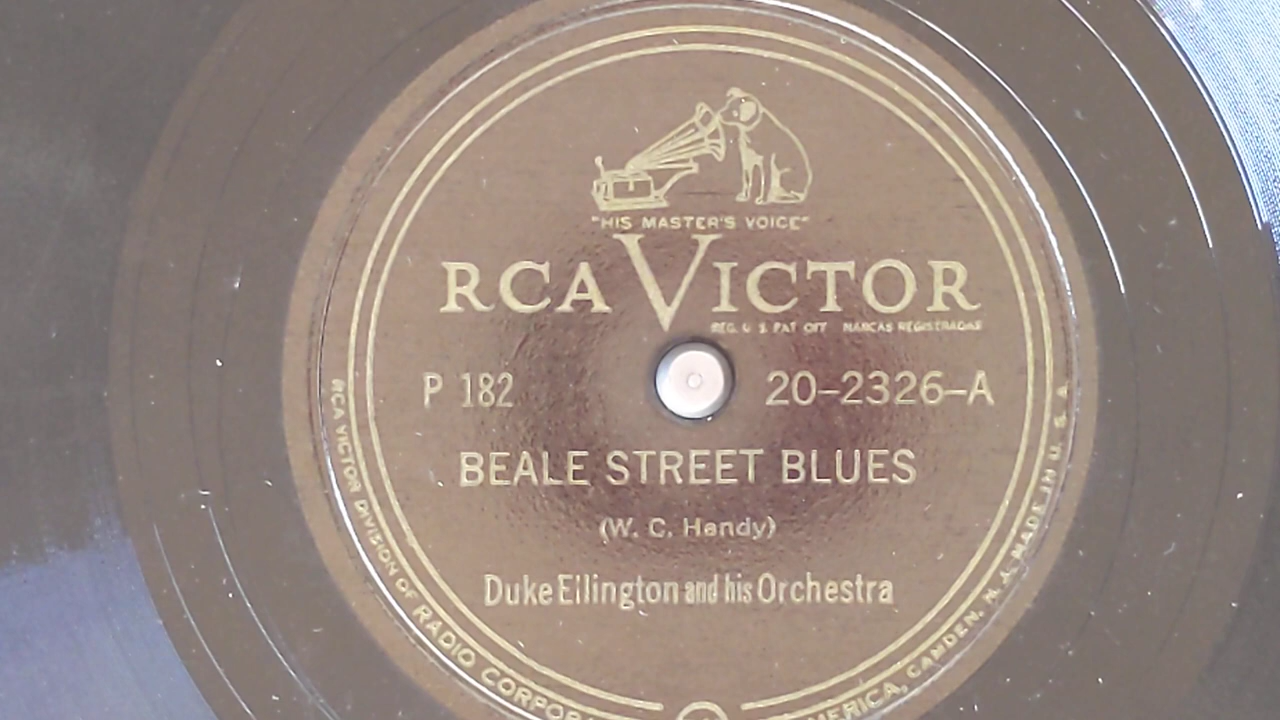 "HIS MASTER'S VOICE"
RCA VICTOR
REG. U. S. PAT. OFF. MARCAS REGISTRADAS
P 182
20-2326-A
BEALE STREET BLUES
(W. C. Handy)
Duke Ellington and his Orchestra
RCA VICTOR DIVISION OF RADIO CORPORA
AMERICA, CAMDEN, N. J. MADE IN U. S. A.